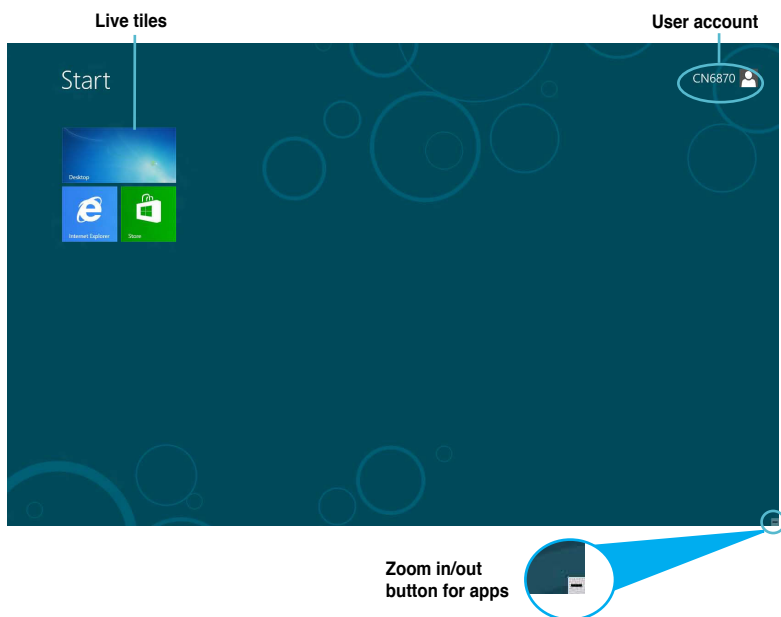 Live tiles
User account
Start
CN6870
Desktop
Internet Explorer
Store
Zoom in/out
button for apps